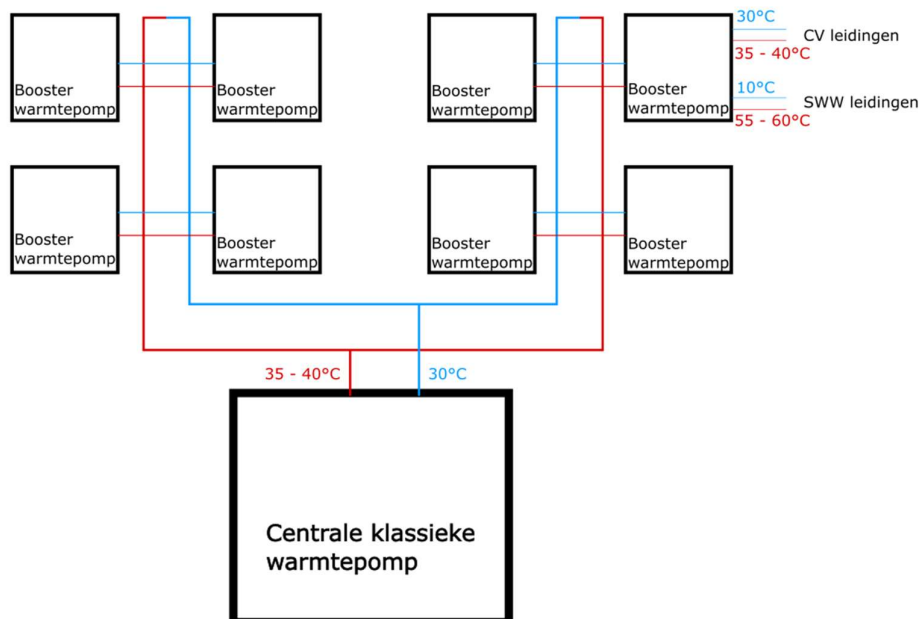 30°C
CV leidingen
35 - 40°C
10°C
SWW leidingen
55 - 60°C
Booster
warmtepomp
Booster
warmtepomp
Booster
warmtepomp
Booster
warmtepomp
Booster
warmtepomp
Booster
warmtepomp
Booster
warmtepomp
Booster
warmtepomp
35 - 40°C
30°C
Centrale klassieke
warmtepomp